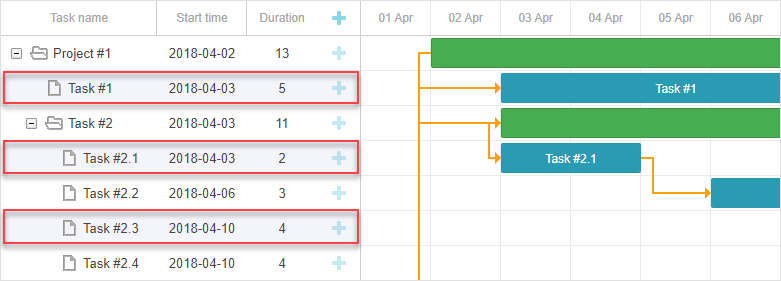 Task name Start time Duration 01 Apr 02 Apr 03 Apr 04 Apr 05 Apr 06 Apr
Project #1 2018-04-02 13
Task #1 2018-04-03 5 Task #1
Task #2 2018-04-03 11
Task #2.1 2018-04-03 2 Task #2.1
Task #2.2 2018-04-06 3
Task #2.3 2018-04-10 4
Task #2.4 2018-04-10 4